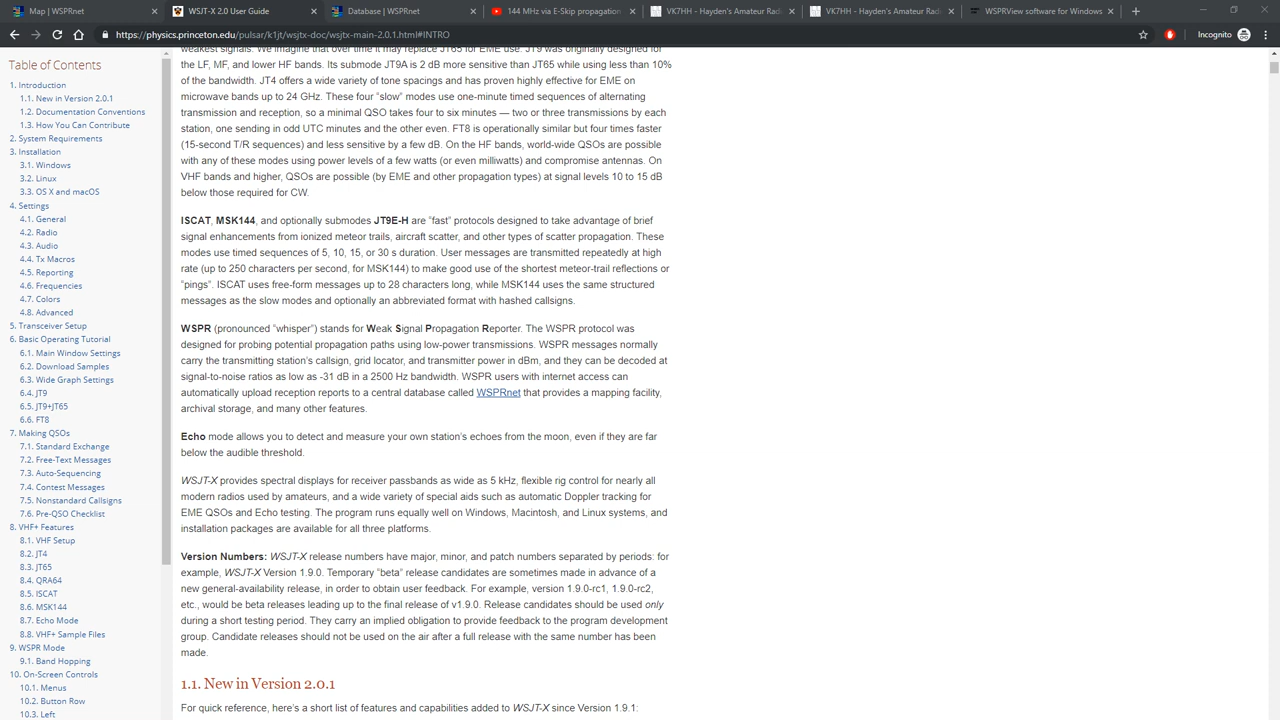 Map | WSPRnet
WSJT-X 2.0 User Guide
Database | WSPRnet
144 MHz via E-Skip propagation
VK7HH - Hayden's Amateur Rad
VK7HH - Hayden's Amateur Rad
WSPRView software for Windows
https://physics.princeton.edu/pulsar/k1jt/wsjtx-doc/wsjtx-main-2.0.1.html#INTRO
Incognito
Table of Contents
1. Introduction
1.1. New in Version 2.0.1
1.2. Documentation Conventions
1.3. How You Can Contribute
2. System Requirements
3. Installation
3.1. Windows
3.2. Linux
3.3. OS X and macOS
4. Settings
4.1. General
4.2. Radio
4.3. Audio
4.4. Tx Macros
4.5. Reporting
4.6. Frequencies
4.7. Colors
4.8. Advanced
5. Transceiver Setup
6. Basic Operating Tutorial
6.1. Main Window Settings
6.2. Download Samples
6.3. Wide Graph Settings
6.4. JT9
6.5. JT9+JT65
6.6. FT8
7. Making QSOs
7.1. Standard Exchange
7.2. Free-Text Messages
7.3. Auto-Sequencing
7.4. Contest Messages
7.5. Nonstandard Callsigns
7.6. Pre-QSO Checklist
8. VHF+ Features
8.1. VHF Setup
8.2. JT4
8.3. JT65
8.4. QRA64
8.5. ISCAT
8.6. MSK144
8.7. Echo Mode
8.8. VHF+ Sample Files
9. WSPR Mode
9.1. Band Hopping
10. On-Screen Controls
10.1. Menus
10.2. Button Row
10.3. Left
weakest signals. We imagine that over time it may replace JT65 for EME use. JT9 was originally designed for
the LF, MF, and lower HF bands. Its submode JT9A is 2 dB more sensitive than JT65 while using less than 10%
of the bandwidth. JT4 offers a wide variety of tone spacings and has proven highly effective for EME on
microwave bands up to 24 GHz. These four “slow” modes use one-minute timed sequences of alternating
transmission and reception, so a minimal QSO takes four to six minutes — two or three transmissions by each
station, one sending in odd UTC minutes and the other even. FT8 is operationally similar but four times faster
(15-second T/R sequences) and less sensitive by a few dB. On the HF bands, world-wide QSOs are possible
with any of these modes using power levels of a few watts (or even milliwatts) and compromise antennas. On
VHF bands and higher, QSOs are possible (by EME and other propagation types) at signal levels 10 to 15 dB
below those required for CW.
ISCAT, MSK144, and optionally submodes JT9E-H are “fast” protocols designed to take advantage of brief
signal enhancements from ionized meteor trails, aircraft scatter, and other types of scatter propagation. These
modes use timed sequences of 5, 10, 15, or 30 s duration. User messages are transmitted repeatedly at high
rate (up to 250 characters per second, for MSK144) to make good use of the shortest meteor-trail reflections or
“pings”. ISCAT uses free-form messages up to 28 characters long, while MSK144 uses the same structured
messages as the slow modes and optionally an abbreviated format with hashed callsigns.
WSPR (pronounced “whisper”) stands for Weak Signal Propagation Reporter. The WSPR protocol was
designed for probing potential propagation paths using low-power transmissions. WSPR messages normally
carry the transmitting station’s callsign, grid locator, and transmitter power in dBm, and they can be decoded at
signal-to-noise ratios as low as -31 dB in a 2500 Hz bandwidth. WSPR users with internet access can
automatically upload reception reports to a central database called WSPRnet that provides a mapping facility,
archival storage, and many other features.
Echo mode allows you to detect and measure your own station’s echoes from the moon, even if they are far
below the audible threshold.
WSJT-X provides spectral displays for receiver passbands as wide as 5 kHz, flexible rig control for nearly all
modern radios used by amateurs, and a wide variety of special aids such as automatic Doppler tracking for
EME QSOs and Echo testing. The program runs equally well on Windows, Macintosh, and Linux systems, and
installation packages are available for all three platforms.
Version Numbers: WSJT-X release numbers have major, minor, and patch numbers separated by periods: for
example, WSJT-X Version 1.9.0. Temporary “beta” release candidates are sometimes made in advance of a
new general-availability release, in order to obtain user feedback. For example, version 1.9.0-rc1, 1.9.0-rc2,
etc., would be beta releases leading up to the final release of v1.9.0. Release candidates should be used only
during a short testing period. They carry an implied obligation to provide feedback to the program development
group. Candidate releases should not be used on the air after a full release with the same number has been
made.
1.1. New in Version 2.0.1
For quick reference, here’s a short list of features and capabilities added to WSJT-X since Version 1.9.1: